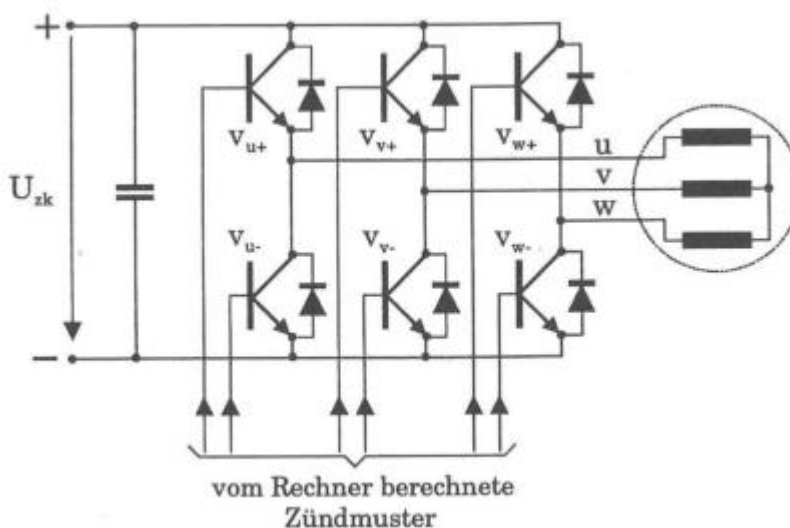 +
V_u+
V_v+
V_w+
u
v
w
U_zk
V_u-
V_v-
V_w-
−
vom Rechner berechnete
Zündmuster